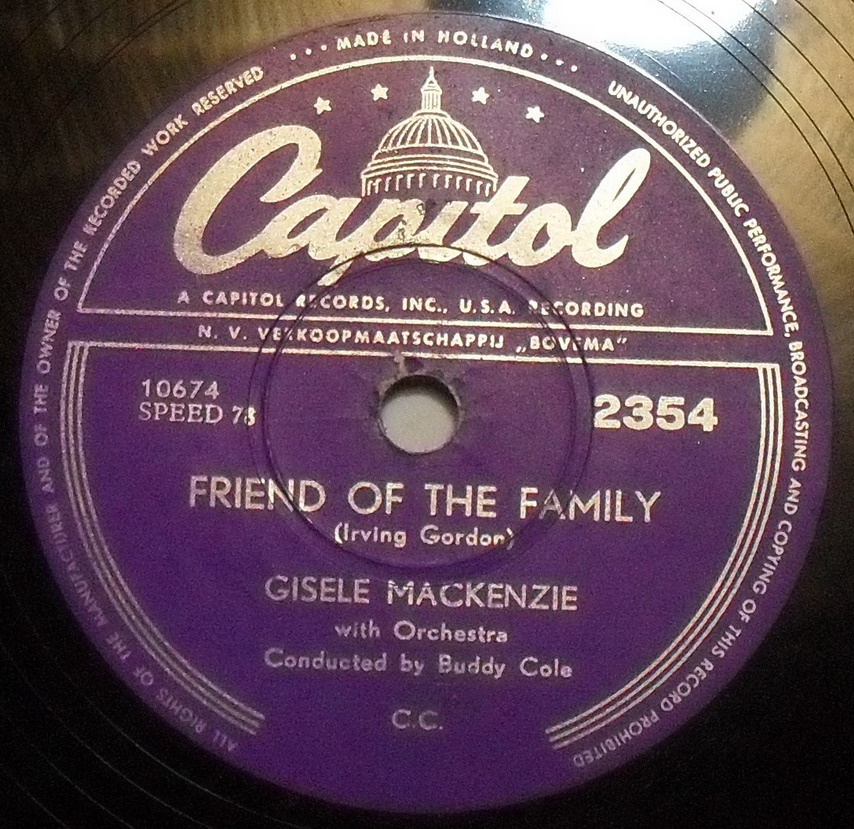 ALL RIGHTS OF THE MANUFACTURER AND OF THE OWNER OF THE RECORDED WORK RESERVED
• • • MADE IN HOLLAND • • •
UNAUTHORIZED PUBLIC PERFORMANCE, BROADCASTING AND COPYING OF THIS RECORD PROHIBITED
Capitol
A CAPITOL RECORDS, INC., U.S.A. RECORDING
N. V. VERKOOPMAATSCHAPPIJ „BOVEMA”
10674
SPEED 78
2354
FRIEND OF THE FAMILY
(Irving Gordon)
GISELE MACKENZIE
with Orchestra
Conducted by Buddy Cole
C.C.